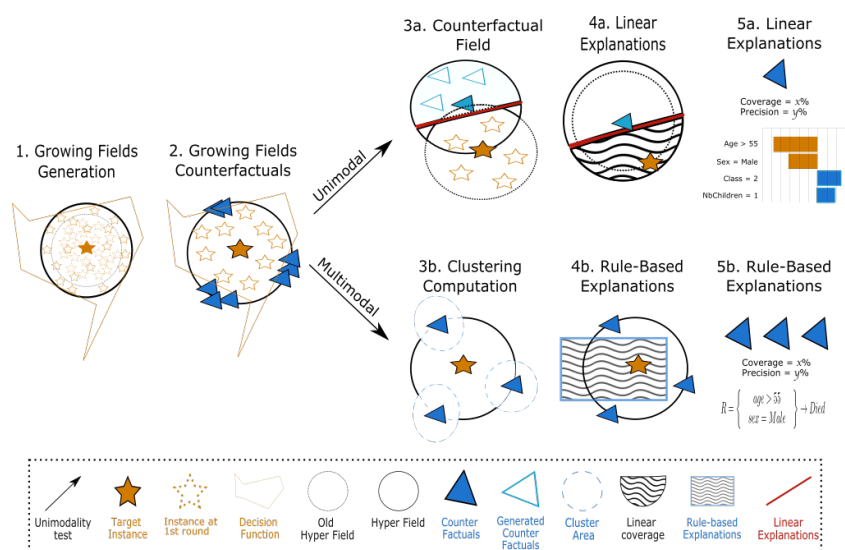 1. Growing Fields
Generation
2. Growing Fields
Counterfactuals
Unimodal
Multimodal
3a. Counterfactual
Field
4a. Linear
Explanations
5a. Linear
Explanations
Coverage = x%
Precision = y%
Age > 55
Sex = Male
Class = 2
NbChildren = 1
3b. Clustering
Computation
4b. Rule-Based
Explanations
5b. Rule-Based
Explanations
Coverage = x%
Precision = y%
R = { age > 55
sex = Male } → Died
Unimodality
test
Target
Instance
Instance at
1st round
Decision
Function
Old
Hyper Field
Hyper Field
Counter
Factuals
Generated
Counter
Factuals
Cluster
Area
Linear
coverage
Rule-based
Explanations
Linear
Explanations